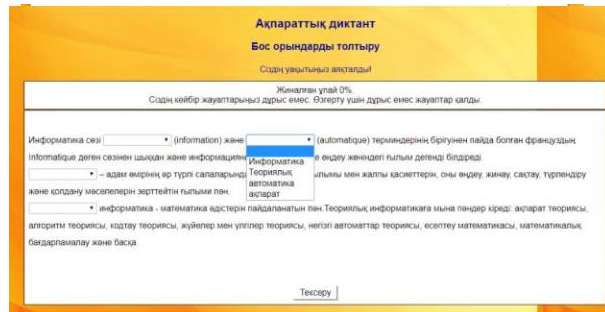 Ақпараттық диктант
Бос орындарды толтыру
Сіздің уақытыңыз аяқталды!
Жиналған ұпай 0%.
Сіздің кейбір жауаптарыңыз дұрыс емес. Өзгерту үшін дұрыс емес жауаптар қалды.
Информатика сөзі (information) және (automatique) терминдерінің бірігуінен пайда болған француздың
Informatique деген сөзінен шыққан және информацияны е өңдеу жөніндегі ғылым дегенді білдіреді.
Информатика
Теориялық
автоматика
ақпарат
– адам өмірінің әр түрлі салаларында ылымы мен жалпы қасиеттерін, оны өңдеу, жинау, сақтау, түрлендіру
және қолдану мәселелерін зерттейтін ғылыми пән.
информатика - математика әдістерін пайдаланатын пән.Теориялық информатикаға мына пәндер кіреді: ақпарат теориясы,
алгоритм теориясы, кодтау теориясы, жүйелер мен үлгілер теориясы, негізгі автоматтар теориясы, есептеу математикасы, математикалық
бағдарламалау және басқа.
Тексеру